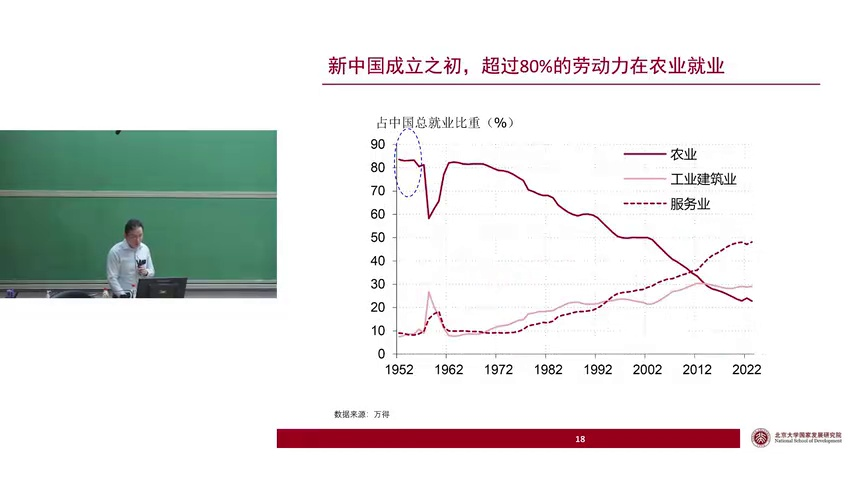 新中国成立之初，超过80%的劳动力在农业就业
占中国总就业比重（%）
90
80
70
60
50
40
30
20
10
0
农业
工业建筑业
服务业
1952 1962 1972 1982 1992 2002 2012 2022
数据来源：万得
18
北京大学国家发展研究院
National School of Development